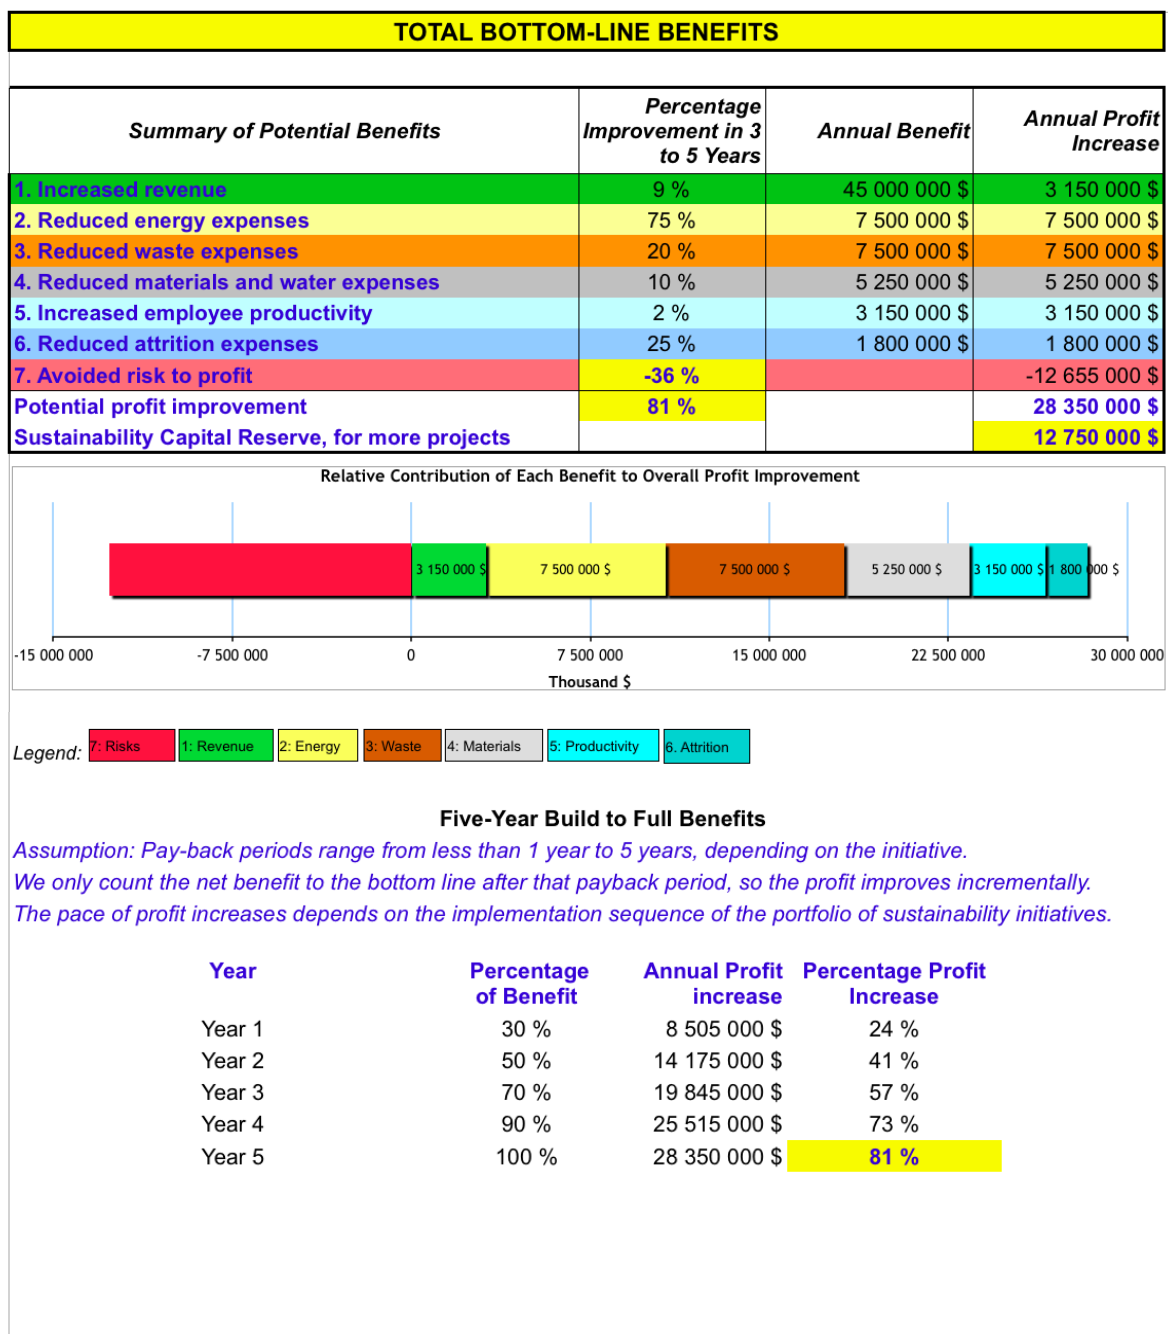 TOTAL BOTTOM-LINE BENEFITS
Summary of Potential Benefits
Percentage
Improvement in 3
to 5 Years
Annual Benefit
Annual Profit
Increase
1. Increased revenue 9 % 45 000 000 $ 3 150 000 $
2. Reduced energy expenses 75 % 7 500 000 $ 7 500 000 $
3. Reduced waste expenses 20 % 7 500 000 $ 7 500 000 $
4. Reduced materials and water expenses 10 % 5 250 000 $ 5 250 000 $
5. Increased employee productivity 2 % 3 150 000 $ 3 150 000 $
6. Reduced attrition expenses 25 % 1 800 000 $ 1 800 000 $
7. Avoided risk to profit -36 % -12 655 000 $
Potential profit improvement 81 % 28 350 000 $
Sustainability Capital Reserve, for more projects 12 750 000 $
Relative Contribution of Each Benefit to Overall Profit Improvement
3 150 000 $ 7 500 000 $ 7 500 000 $ 5 250 000 $ 3 150 000 $ 1 800 000 $
-15 000 000 -7 500 000 0 7 500 000 15 000 000 22 500 000 30 000 000
Thousand $
Legend: 7: Risks 1: Revenue 2: Energy 3: Waste 4: Materials 5: Productivity 6. Attrition
Five-Year Build to Full Benefits
Assumption: Pay-back periods range from less than 1 year to 5 years, depending on the initiative.
We only count the net benefit to the bottom line after that payback period, so the profit improves incrementally.
The pace of profit increases depends on the implementation sequence of the portfolio of sustainability initiatives.
Year
Percentage
of Benefit
Annual Profit
increase
Percentage Profit
Increase
Year 1 30 % 8 505 000 $ 24 %
Year 2 50 % 14 175 000 $ 41 %
Year 3 70 % 19 845 000 $ 57 %
Year 4 90 % 25 515 000 $ 73 %
Year 5 100 % 28 350 000 $ 81 %